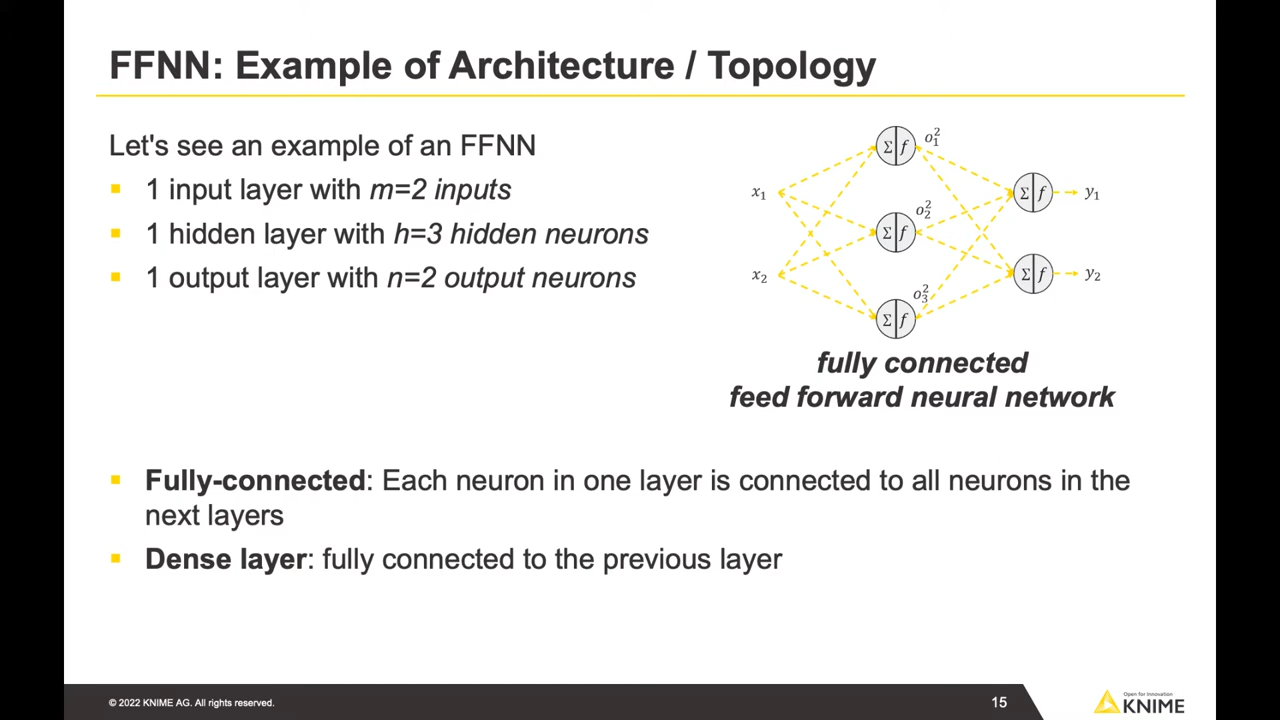 FFNN: Example of Architecture / Topology
Let's see an example of an FFNN
1 input layer with m=2 inputs
1 hidden layer with h=3 hidden neurons
1 output layer with n=2 output neurons
x₁
x₂
Σ f
o₁²
Σ f
o₂²
Σ f
o₃²
Σ f
y₁
Σ f
y₂
fully connected
feed forward neural network
Fully-connected: Each neuron in one layer is connected to all neurons in the
next layers
Dense layer: fully connected to the previous layer
© 2022 KNIME AG. All rights reserved.
15
Open for Innovation
KNIME